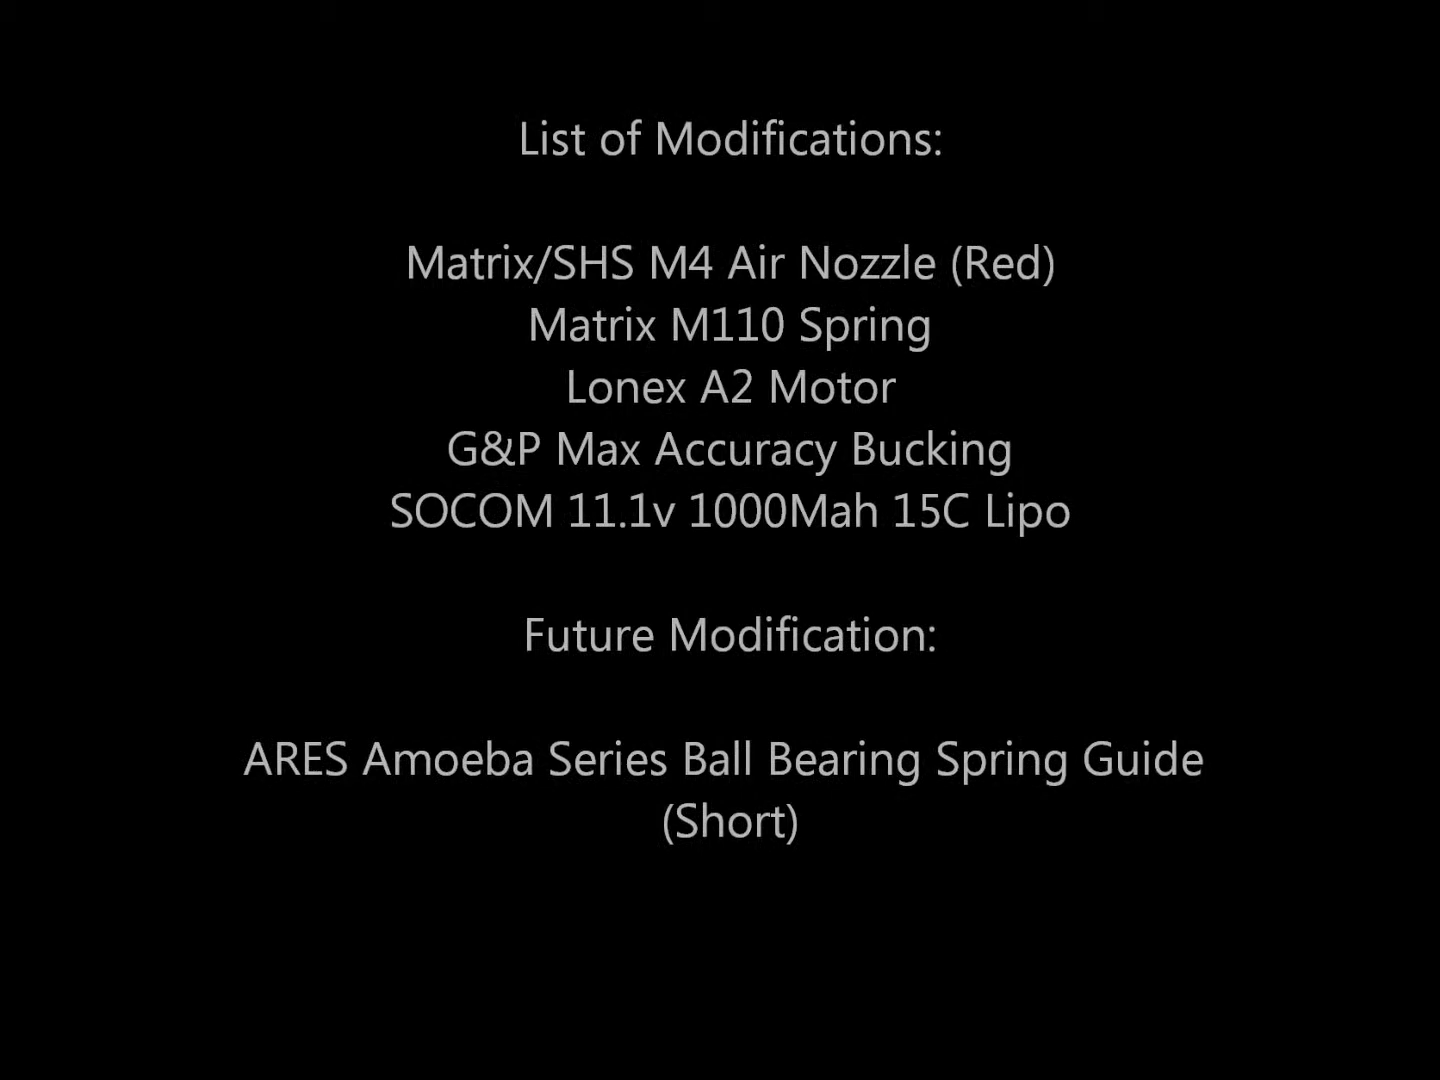 List of Modifications:
Matrix/SHS M4 Air Nozzle (Red)
Matrix M110 Spring
Lonex A2 Motor
G&P Max Accuracy Bucking
SOCOM 11.1v 1000Mah 15C Lipo
Future Modification:
ARES Amoeba Series Ball Bearing Spring Guide
(Short)